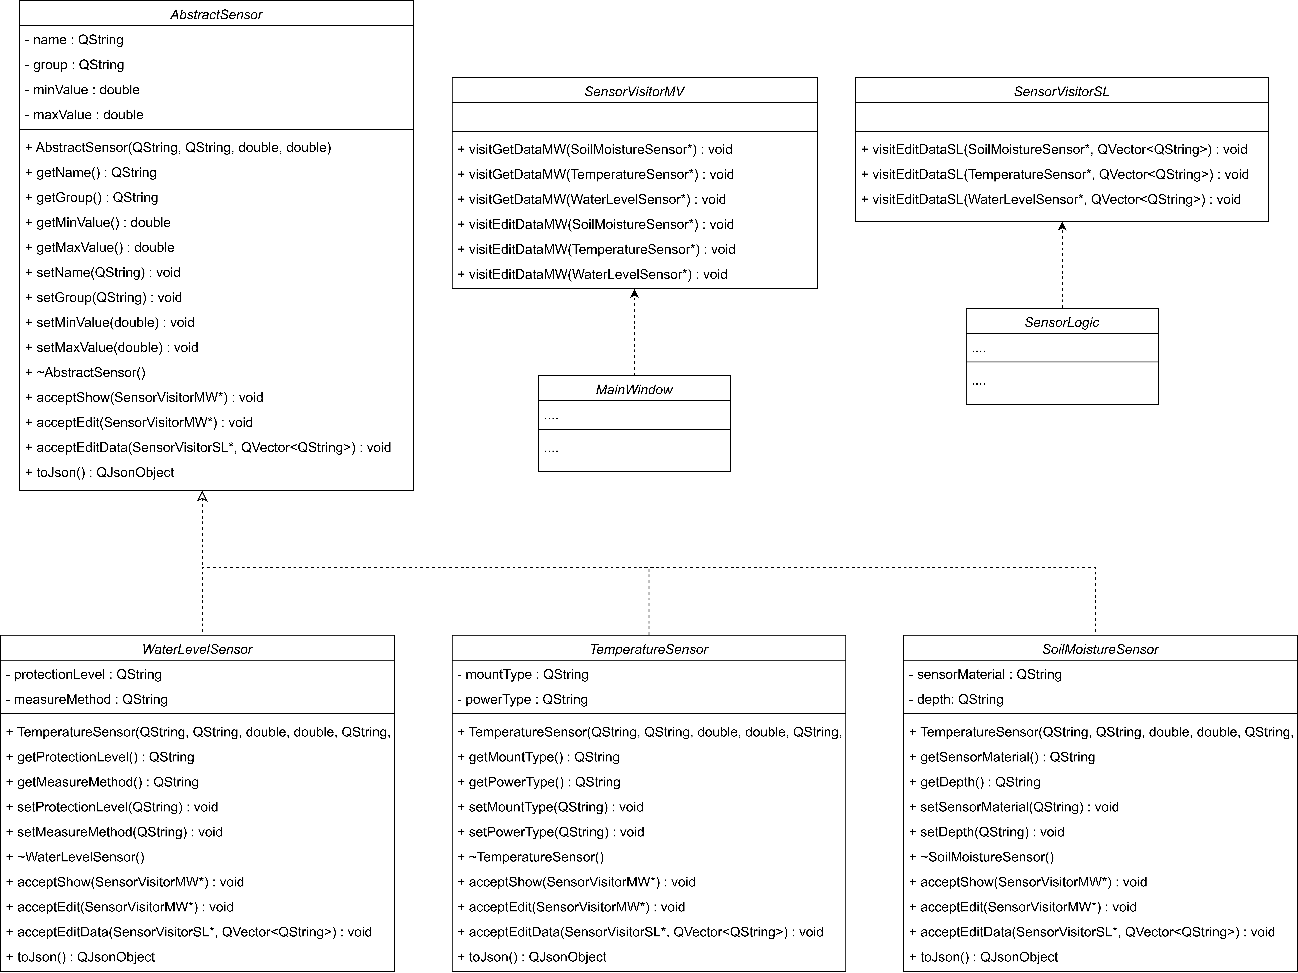 AbstractSensor
- name : QString
- group : QString
- minValue : double
- maxValue : double
+ AbstractSensor(QString, QString, double, double)
+ getName() : QString
+ getGroup() : QString
+ getMinValue() : double
+ getMaxValue() : double
+ setName(QString) : void
+ setGroup(QString) : void
+ setMinValue(double) : void
+ setMaxValue(double) : void
+ ~AbstractSensor()
+ acceptShow(SensorVisitorMW*) : void
+ acceptEdit(SensorVisitorMW*) : void
+ acceptEditData(SensorVisitorSL*, QVector<QString>) : void
+ toJson() : QJsonObject
SensorVisitorMV
+ visitGetDataMW(SoilMoistureSensor*) : void
+ visitGetDataMW(TemperatureSensor*) : void
+ visitGetDataMW(WaterLevelSensor*) : void
+ visitEditDataMW(SoilMoistureSensor*) : void
+ visitEditDataMW(TemperatureSensor*) : void
+ visitEditDataMW(WaterLevelSensor*) : void
SensorVisitorSL
+ visitEditDataSL(SoilMoistureSensor*, QVector<QString>) : void
+ visitEditDataSL(TemperatureSensor*, QVector<QString>) : void
+ visitEditDataSL(WaterLevelSensor*, QVector<QString>) : void
MainWindow
....
....
SensorLogic
....
....
WaterLevelSensor
- protectionLevel : QString
- measureMethod : QString
+ TemperatureSensor(QString, QString, double, double, QString,
+ getProtectionLevel() : QString
+ getMeasureMethod() : QString
+ setProtectionLevel(QString) : void
+ setMeasureMethod(QString) : void
+ ~WaterLevelSensor()
+ acceptShow(SensorVisitorMW*) : void
+ acceptEdit(SensorVisitorMW*) : void
+ acceptEditData(SensorVisitorSL*, QVector<QString>) : void
+ toJson() : QJsonObject
TemperatureSensor
- mountType : QString
- powerType : QString
+ TemperatureSensor(QString, QString, double, double, QString,
+ getMountType() : QString
+ getPowerType() : QString
+ setMountType(QString) : void
+ setPowerType(QString) : void
+ ~TemperatureSensor()
+ acceptShow(SensorVisitorMW*) : void
+ acceptEdit(SensorVisitorMW*) : void
+ acceptEditData(SensorVisitorSL*, QVector<QString>) : void
+ toJson() : QJsonObject
SoilMoistureSensor
- sensorMaterial : QString
- depth: QString
+ TemperatureSensor(QString, QString, double, double, QString,
+ getSensorMaterial() : QString
+ getDepth() : QString
+ setSensorMaterial(QString) : void
+ setDepth(QString) : void
+ ~SoilMoistureSensor()
+ acceptShow(SensorVisitorMW*) : void
+ acceptEdit(SensorVisitorMW*) : void
+ acceptEditData(SensorVisitorSL*, QVector<QString>) : void
+ toJson() : QJsonObject